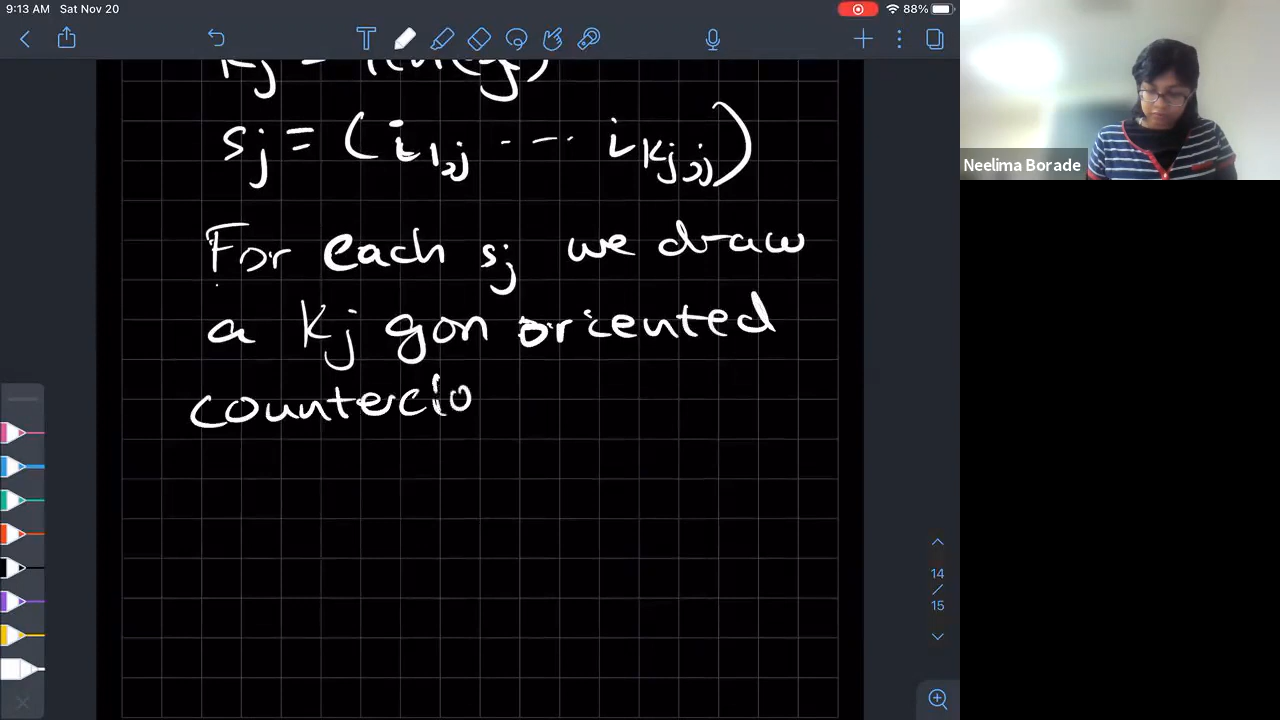 9:13 AM Sat Nov 20
88%
T
sj = (i1,j ... ikj,j)
For each sj we draw
a kj gon oriented
counterclo
Neelima Borade
14
/
15